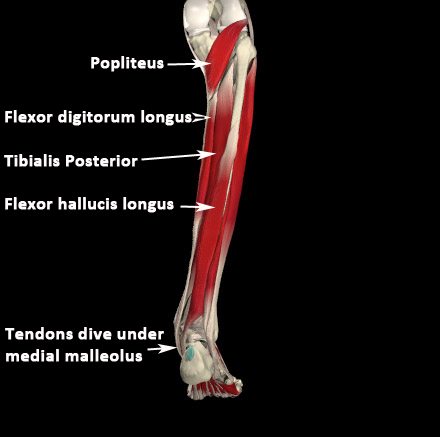 Popliteus
Flexor digitorum longus
Tibialis Posterior
Flexor hallucis longus
Tendons dive under
medial malleolus